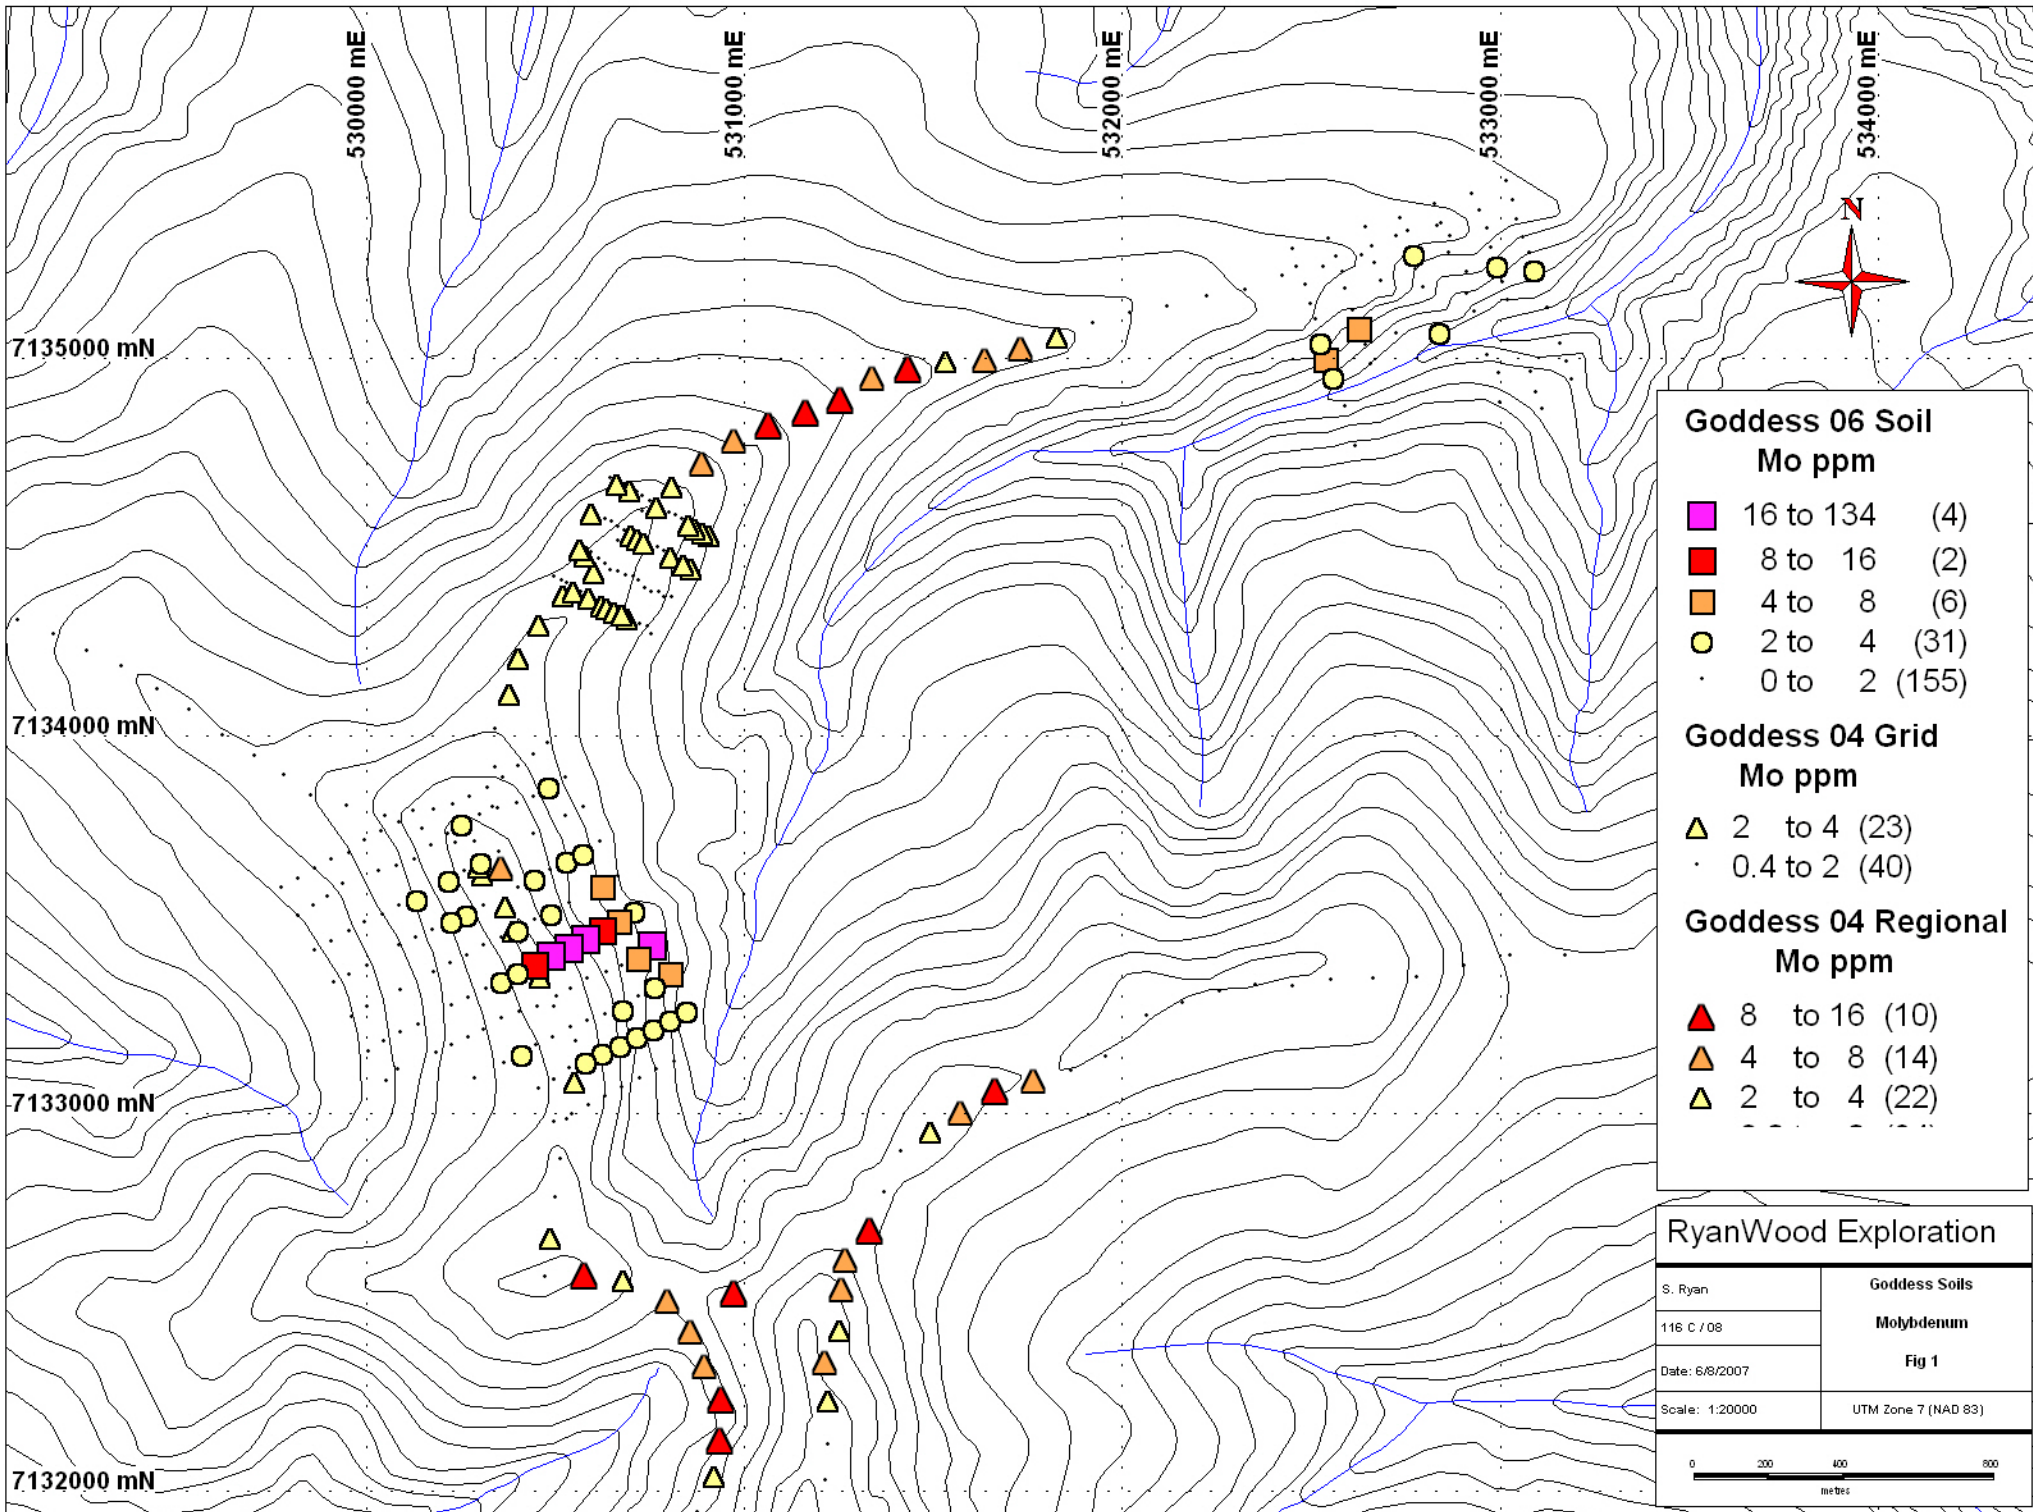 530000 mE
531000 mE
532000 mE
533000 mE
534000 mE
N
7135000 mN
7134000 mN
7133000 mN
7132000 mN
Goddess 06 Soil
Mo ppm
16 to 134 (4)
8 to 16 (2)
4 to 8 (6)
2 to 4 (31)
0 to 2 (155)
Goddess 04 Grid
Mo ppm
2 to 4 (23)
0.4 to 2 (40)
Goddess 04 Regional
Mo ppm
8 to 16 (10)
4 to 8 (14)
2 to 4 (22)
RyanWood Exploration
S. Ryan
116 C / 08
Date: 6/8/2007
Scale: 1:20000
Goddess Soils
Molybdenum
Fig 1
UTM Zone 7 (NAD 83)
0 200 400 800
metres